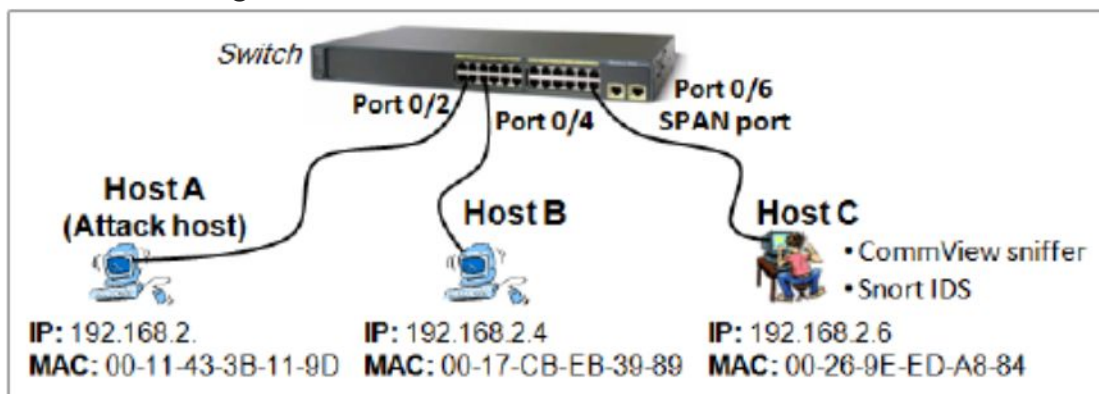 Switch
Port 0/2
Port 0/4
Port 0/6
SPAN port
Host A
(Attack host)
Host B
Host C
• CommView sniffer
• Snort IDS
IP: 192.168.2.
MAC: 00-11-43-3B-11-9D
IP: 192.168.2.4
MAC: 00-17-CB-EB-39-89
IP: 192.168.2.6
MAC: 00-26-9E-ED-A8-84